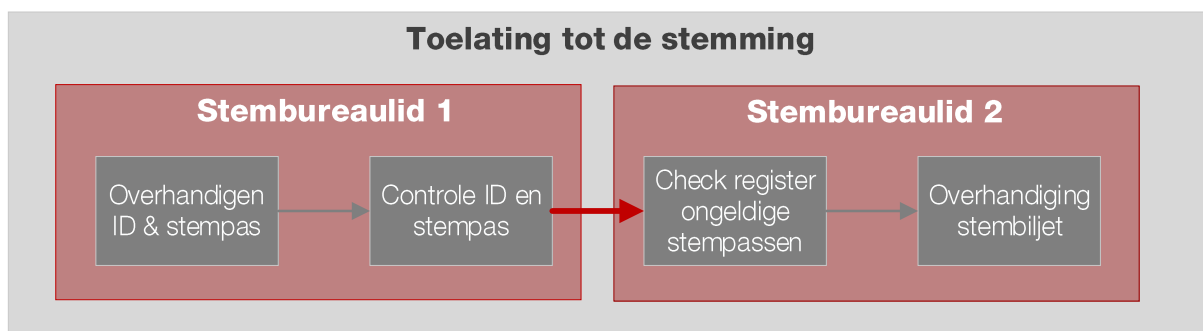 Toelating tot de stemming
Stembureaulid 1
Overhandigen
ID & stempas
Controle ID en
stempas
Stembureaulid 2
Check register
ongeldige
stempassen
Overhandiging
stembiljet